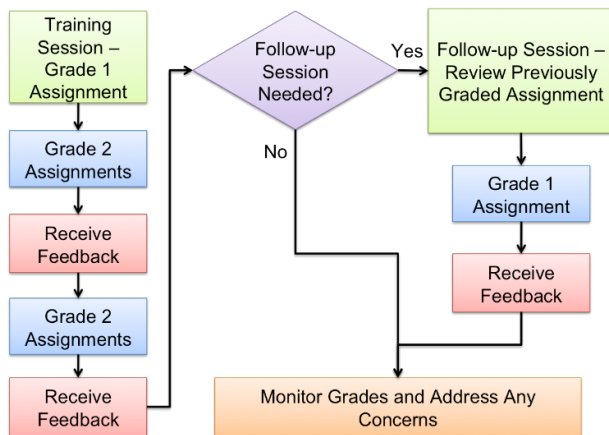 Training
Session –
Grade 1
Assignment
Grade 2
Assignments
Receive
Feedback
Grade 2
Assignments
Receive
Feedback
Follow-up
Session
Needed?
Yes
No
Follow-up Session –
Review Previously
Graded Assignment
Grade 1
Assignment
Receive
Feedback
Monitor Grades and Address Any
Concerns